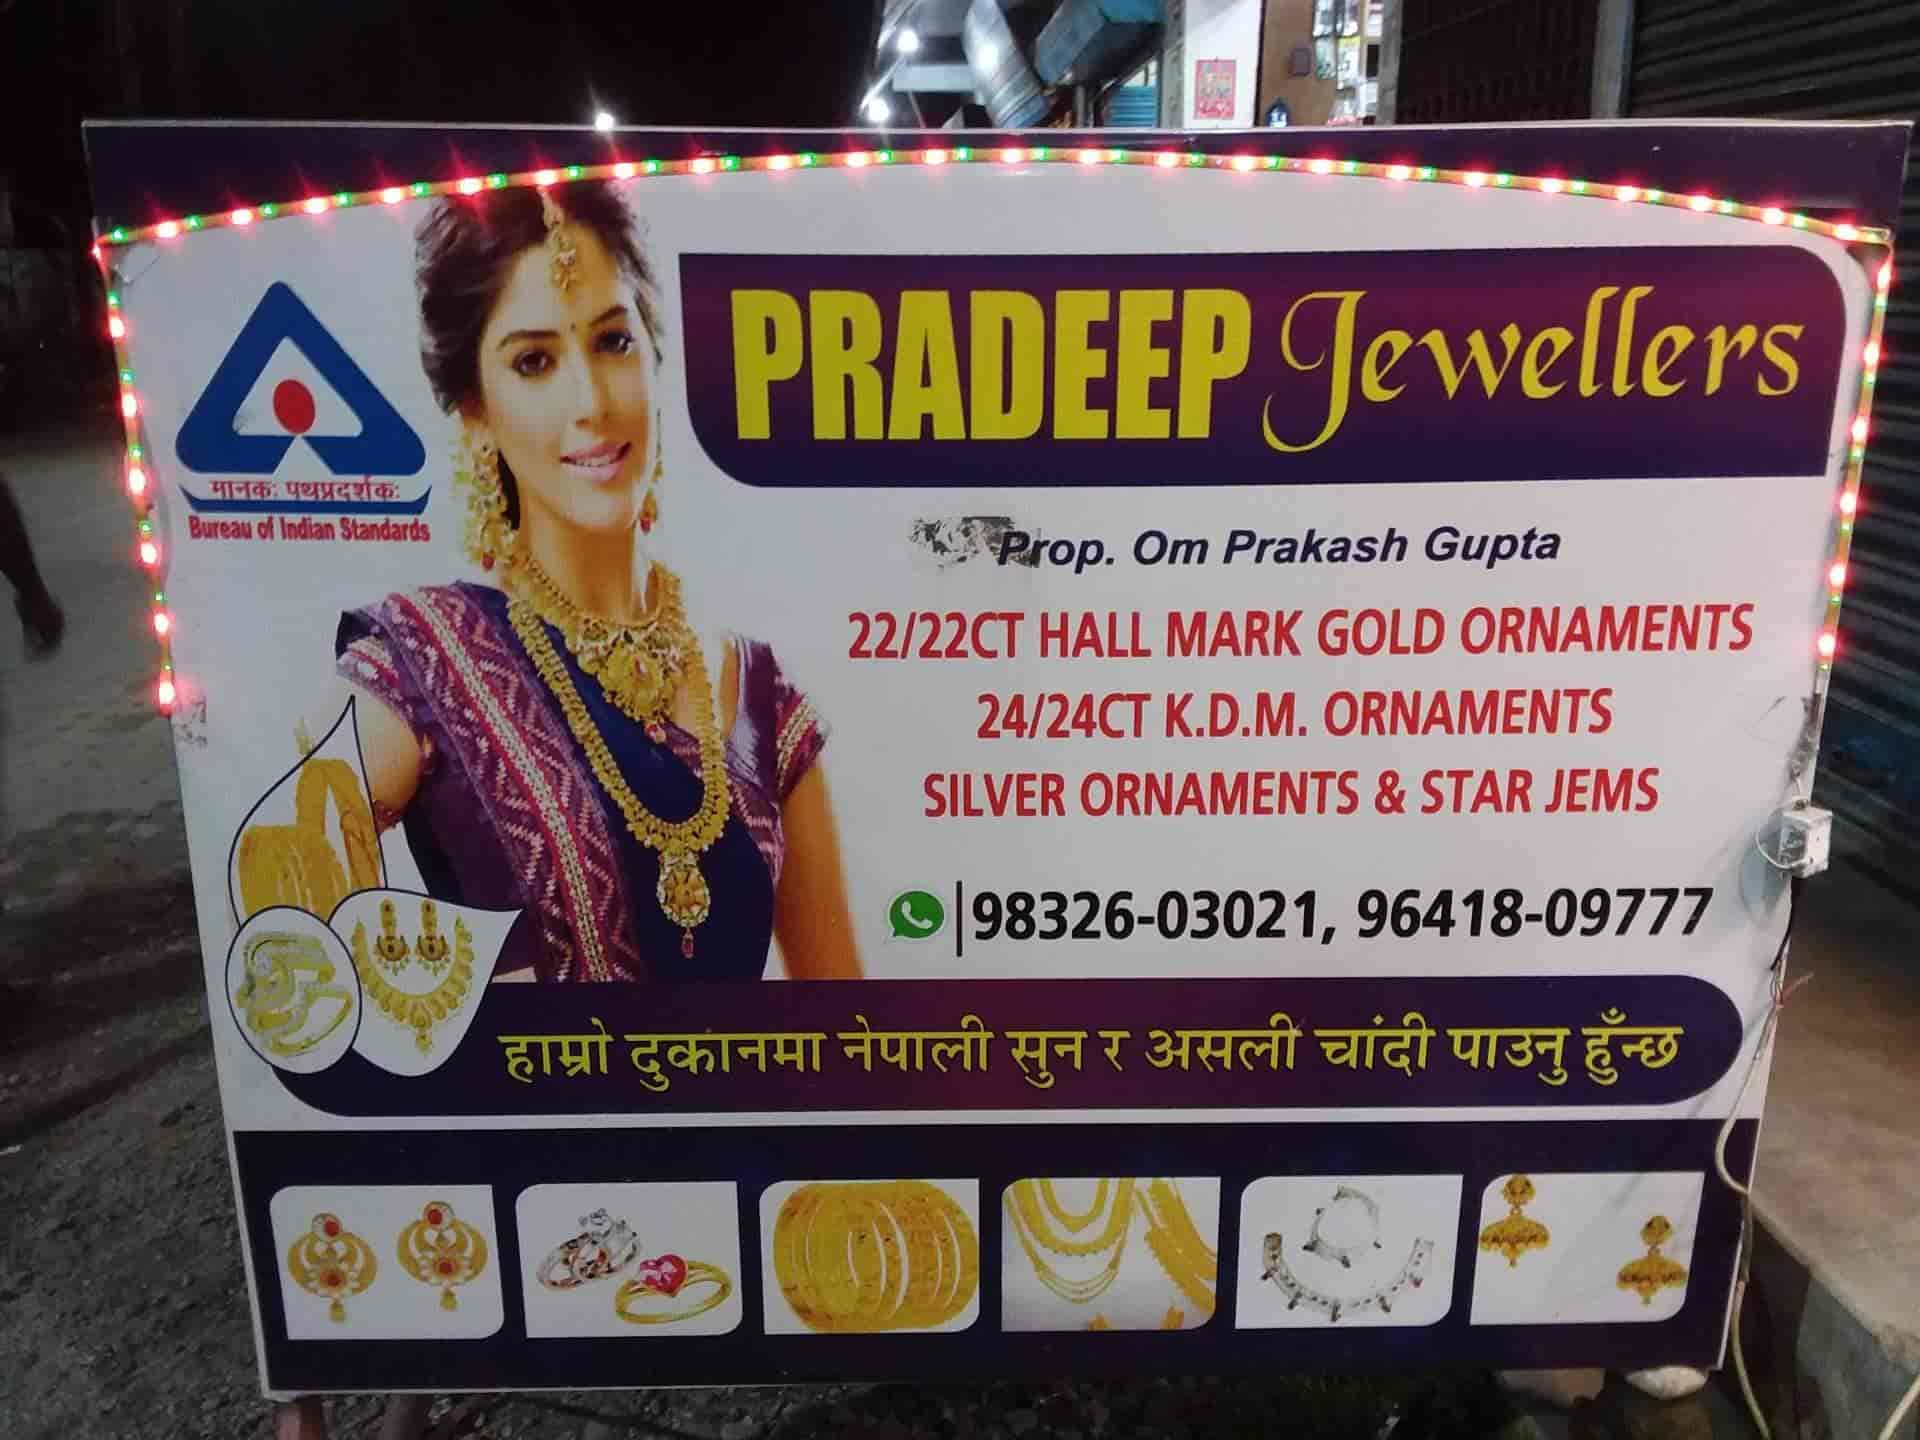 PRADEEP Jewellers
मानकः पथप्रदर्शकः
Bureau of Indian Standards
Prop. Om Prakash Gupta
22/22CT HALL MARK GOLD ORNAMENTS
24/24CT K.D.M. ORNAMENTS
SILVER ORNAMENTS & STAR JEMS
98326-03021, 96418-09777
हाम्रो दुकानमा नेपाली सुन र असली चांदी पाउनु हुँन्छ